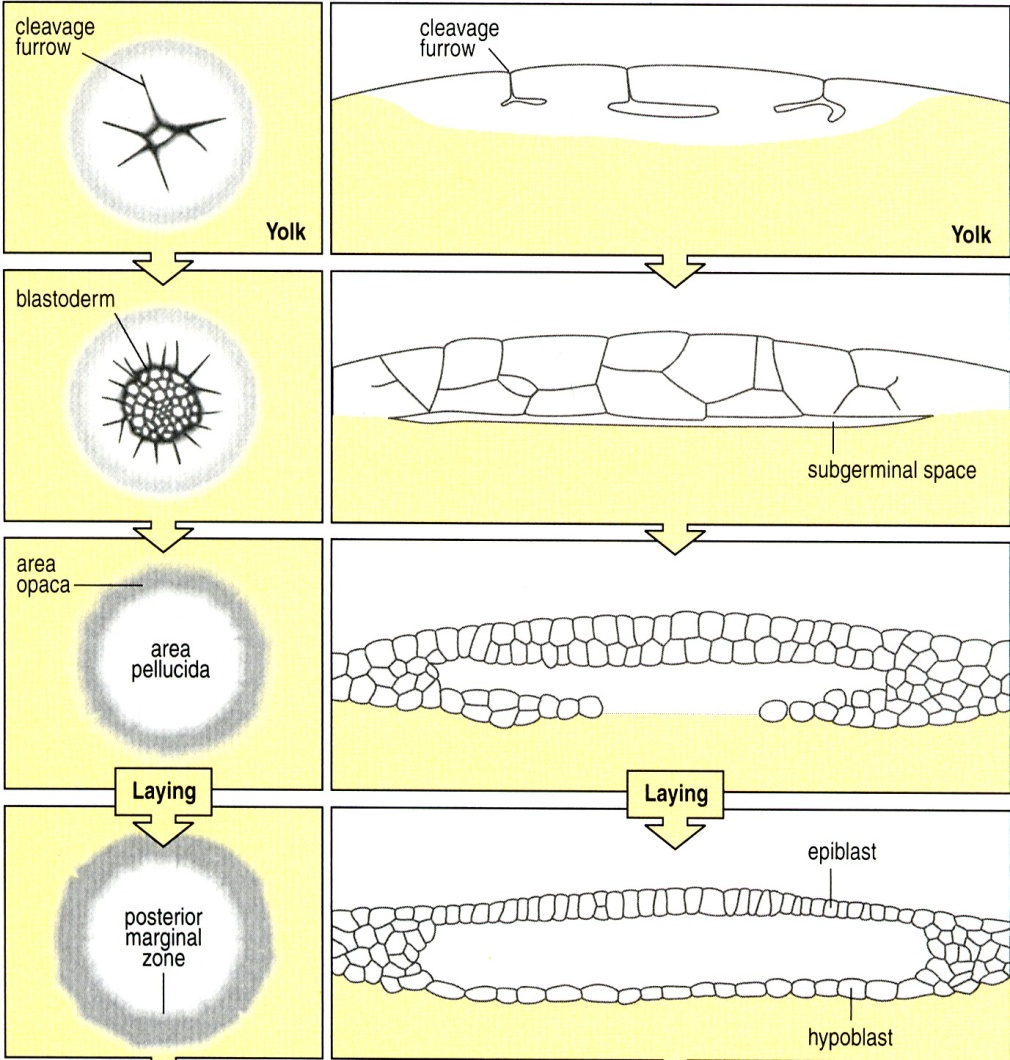 cleavage
furrow
Yolk
cleavage
furrow
Yolk
blastoderm
subgerminal space
area
opaca
area
pellucida
Laying
Laying
posterior
marginal
zone
epiblast
hypoblast